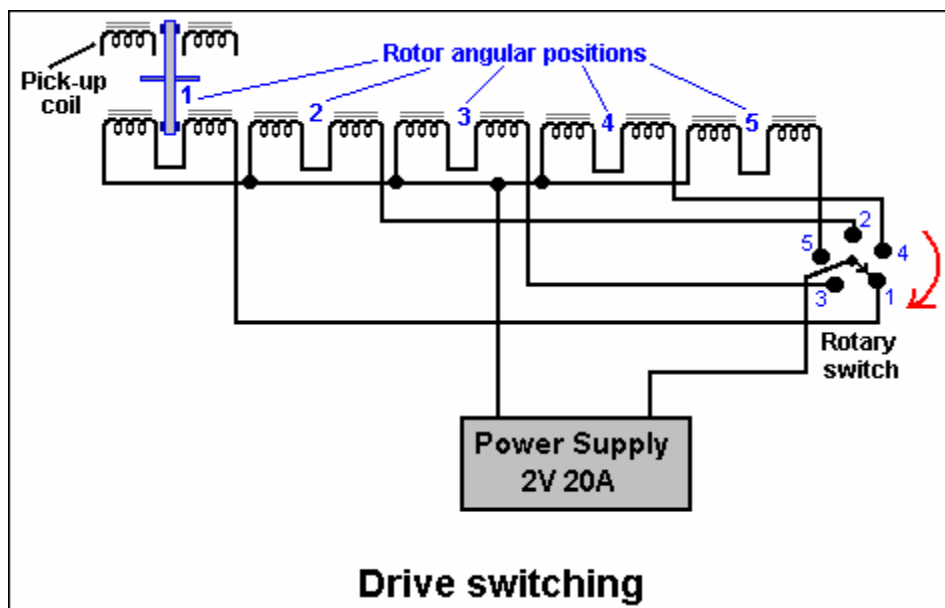 Rotor angular positions
Pick-up
coil
1
2
3
4
5
2
5
4
3
1
Rotary
switch
Power Supply
2V 20A
Drive switching